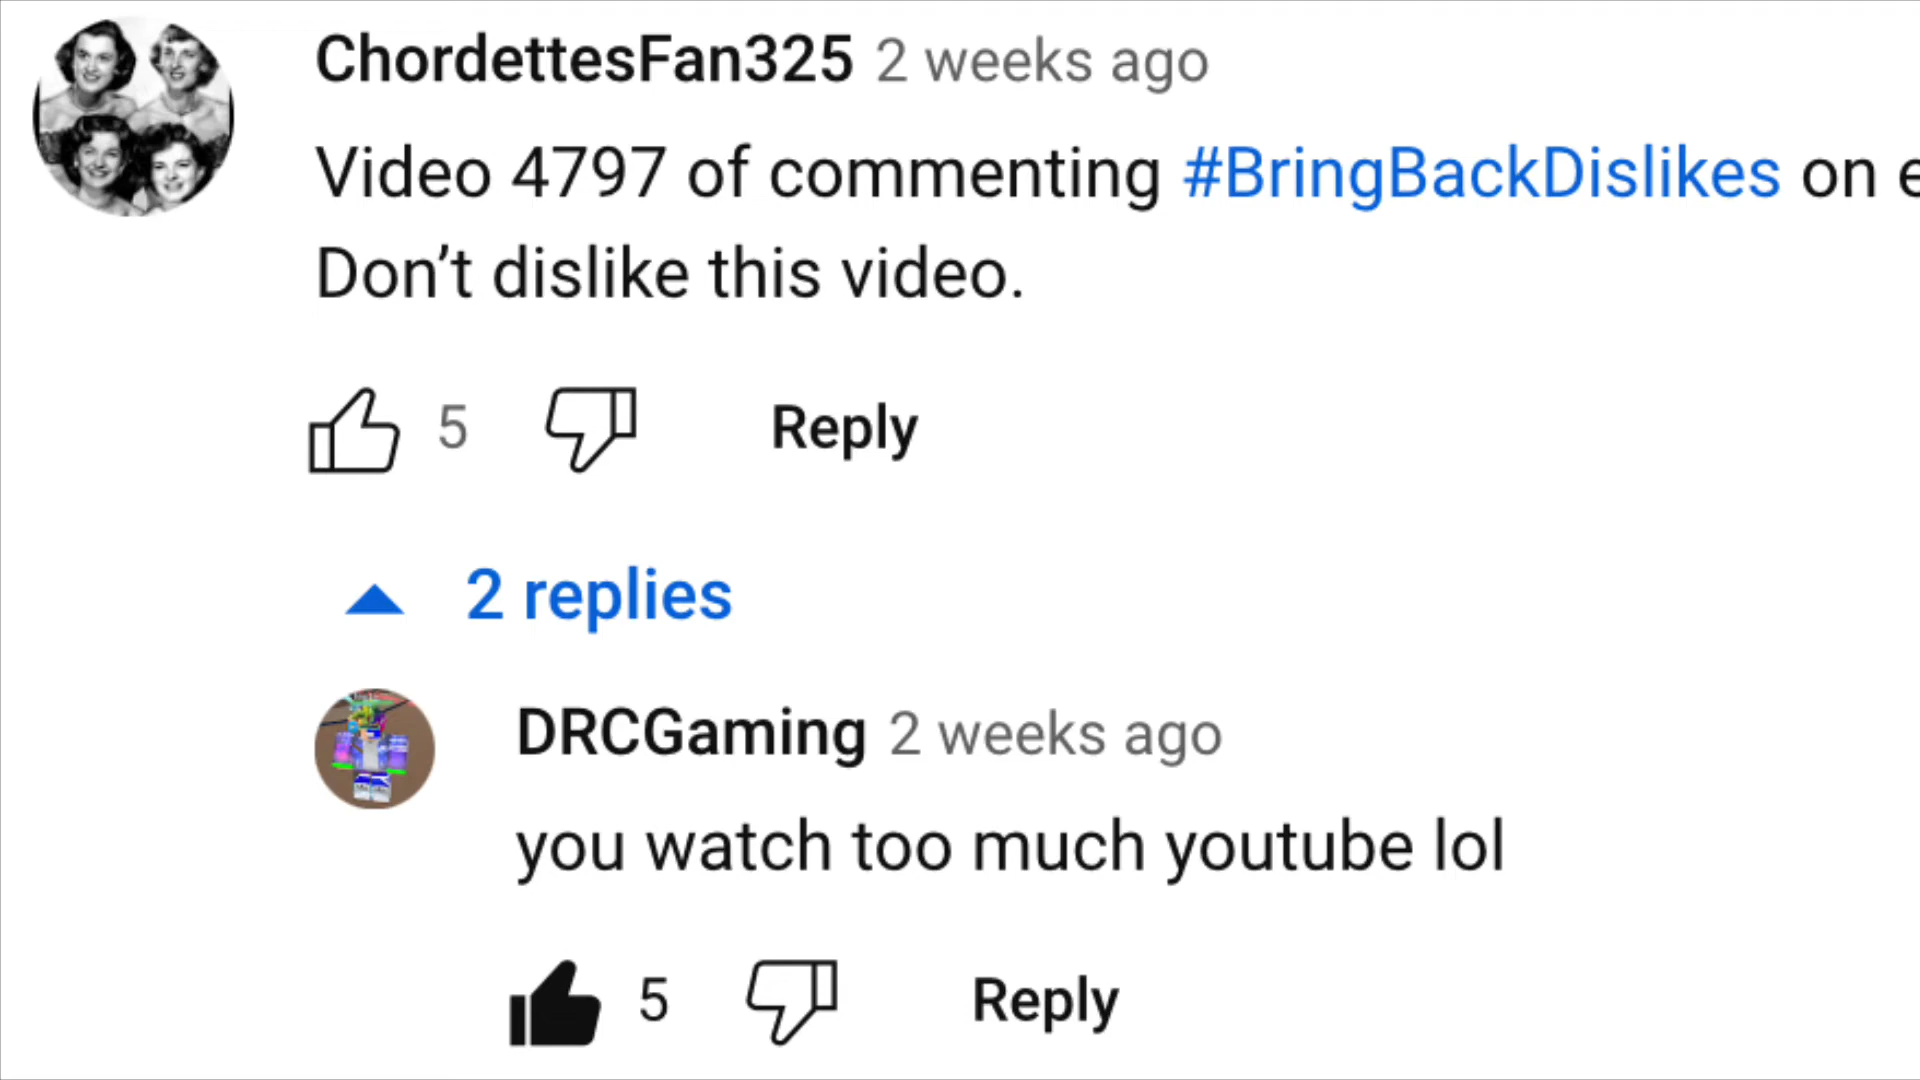 ChordettesFan325 2 weeks ago
Video 4797 of commenting #BringBackDislikes on
Don’t dislike this video.
5 Reply
2 replies
DRCGaming 2 weeks ago
you watch too much youtube lol
5 Reply